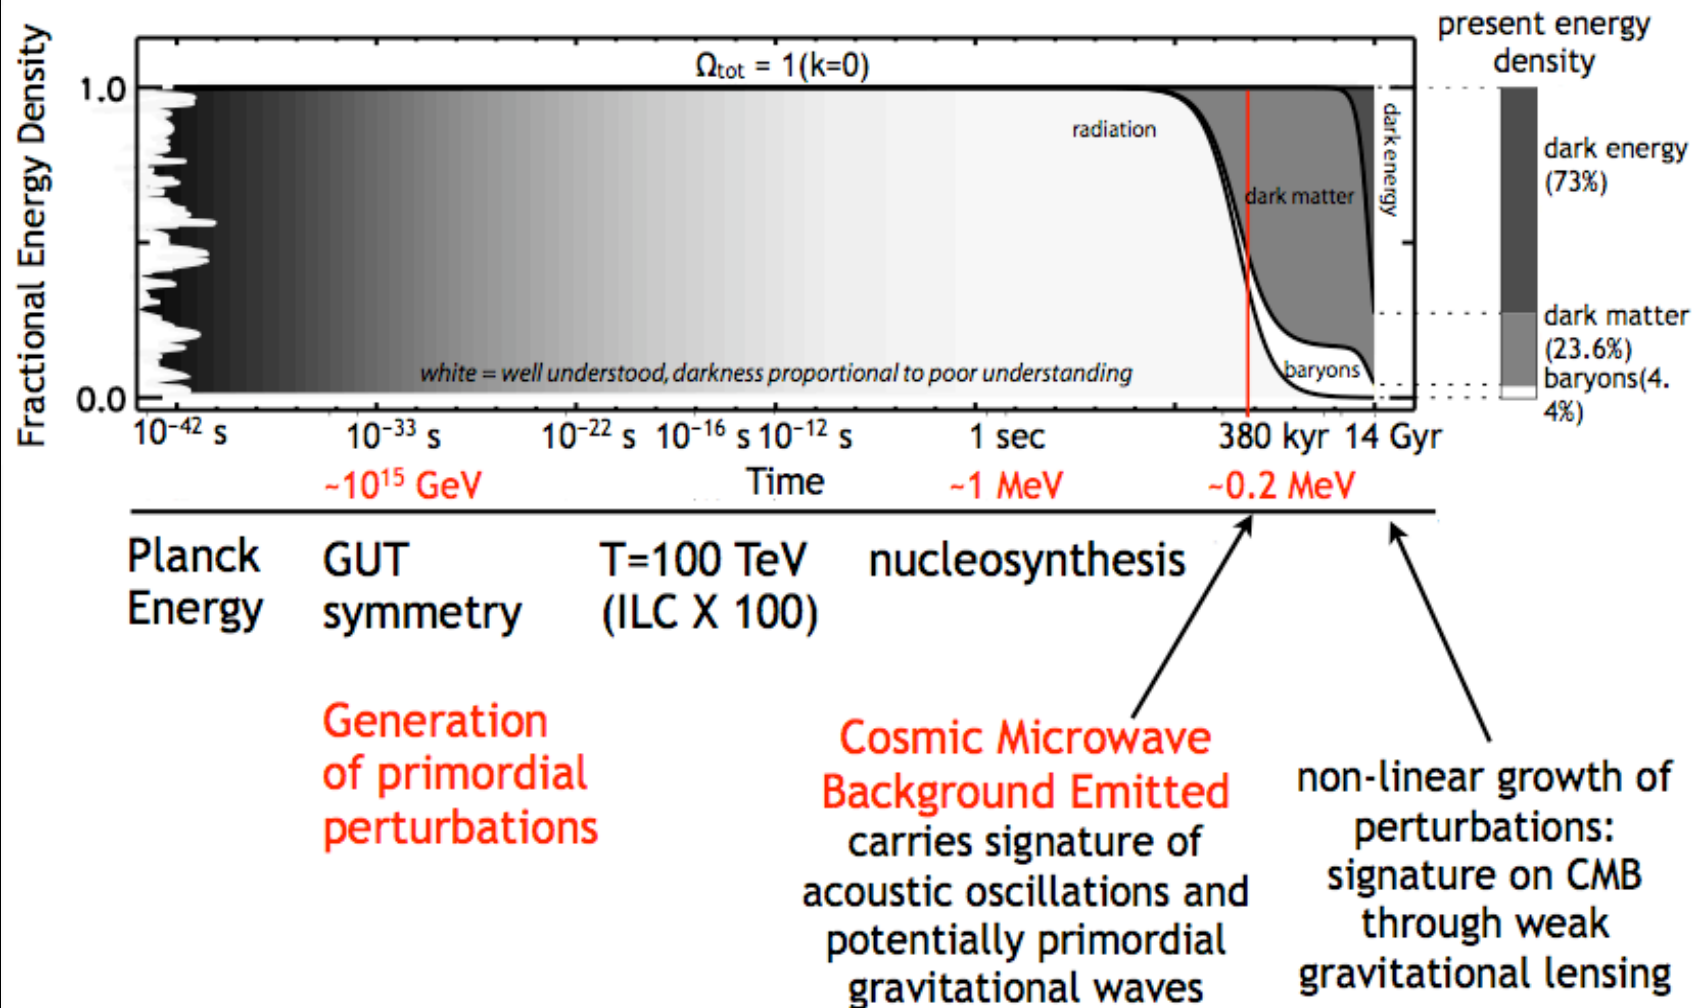 present energy
density
Fractional Energy Density
Ωtot = 1(k=0)
1.0
radiation
dark energy
dark energy
(73%)
dark matter
dark matter
(23.6%)
baryons(4.
4%)
baryons
white = well understood, darkness proportional to poor understanding
0.0
10⁻⁴² s 10⁻³³ s 10⁻²² s 10⁻¹⁶ s 10⁻¹² s 1 sec 380 kyr 14 Gyr
~10¹⁵ GeV Time ~1 MeV ~0.2 MeV
Planck
Energy
GUT
symmetry
T=100 TeV
(ILC X 100)
nucleosynthesis
Generation
of primordial
perturbations
Cosmic Microwave
Background Emitted
carries signature of
acoustic oscillations and
potentially primordial
gravitational waves
non-linear growth of
perturbations:
signature on CMB
through weak
gravitational lensing